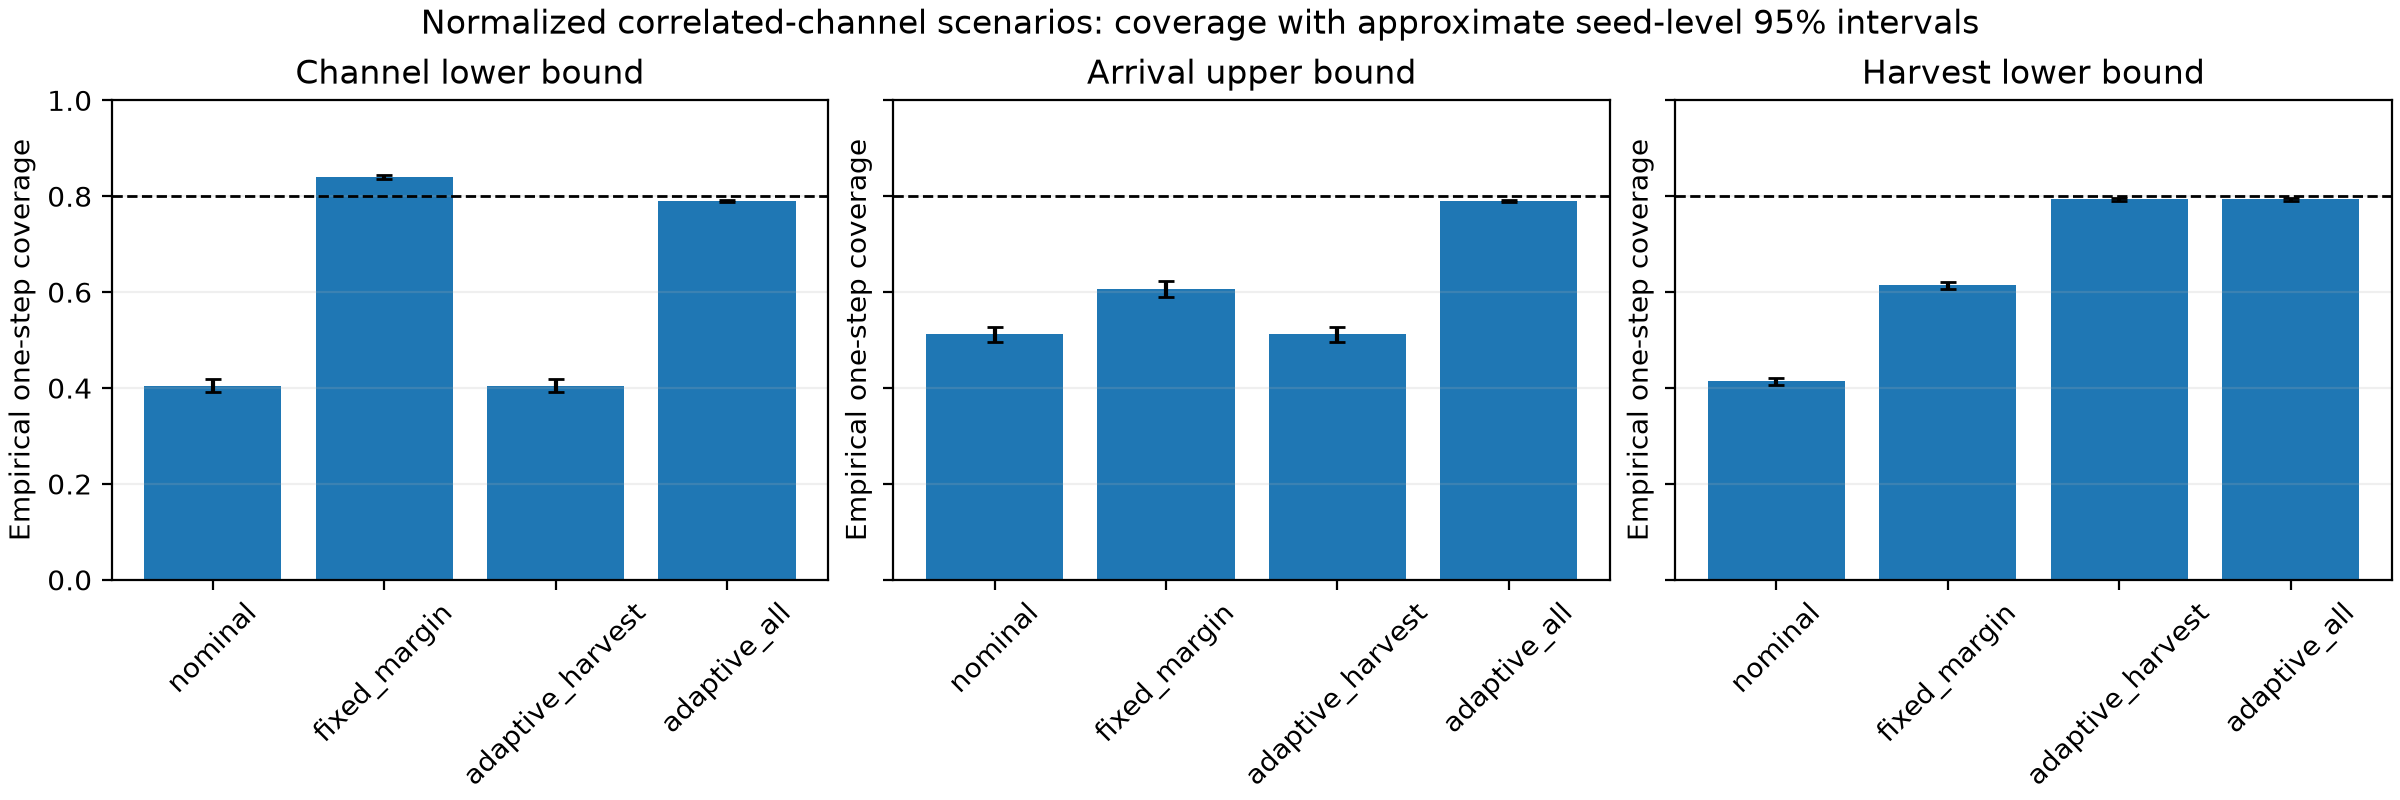 Normalized correlated-channel scenarios: coverage with approximate seed-level 95% intervals
Channel lower bound
Empirical one-step coverage
1.0
0.8
0.6
0.4
0.2
0.0
nominal
fixed_margin
adaptive_harvest
adaptive_all
Arrival upper bound
Empirical one-step coverage
nominal
fixed_margin
adaptive_harvest
adaptive_all
Harvest lower bound
Empirical one-step coverage
nominal
fixed_margin
adaptive_harvest
adaptive_all